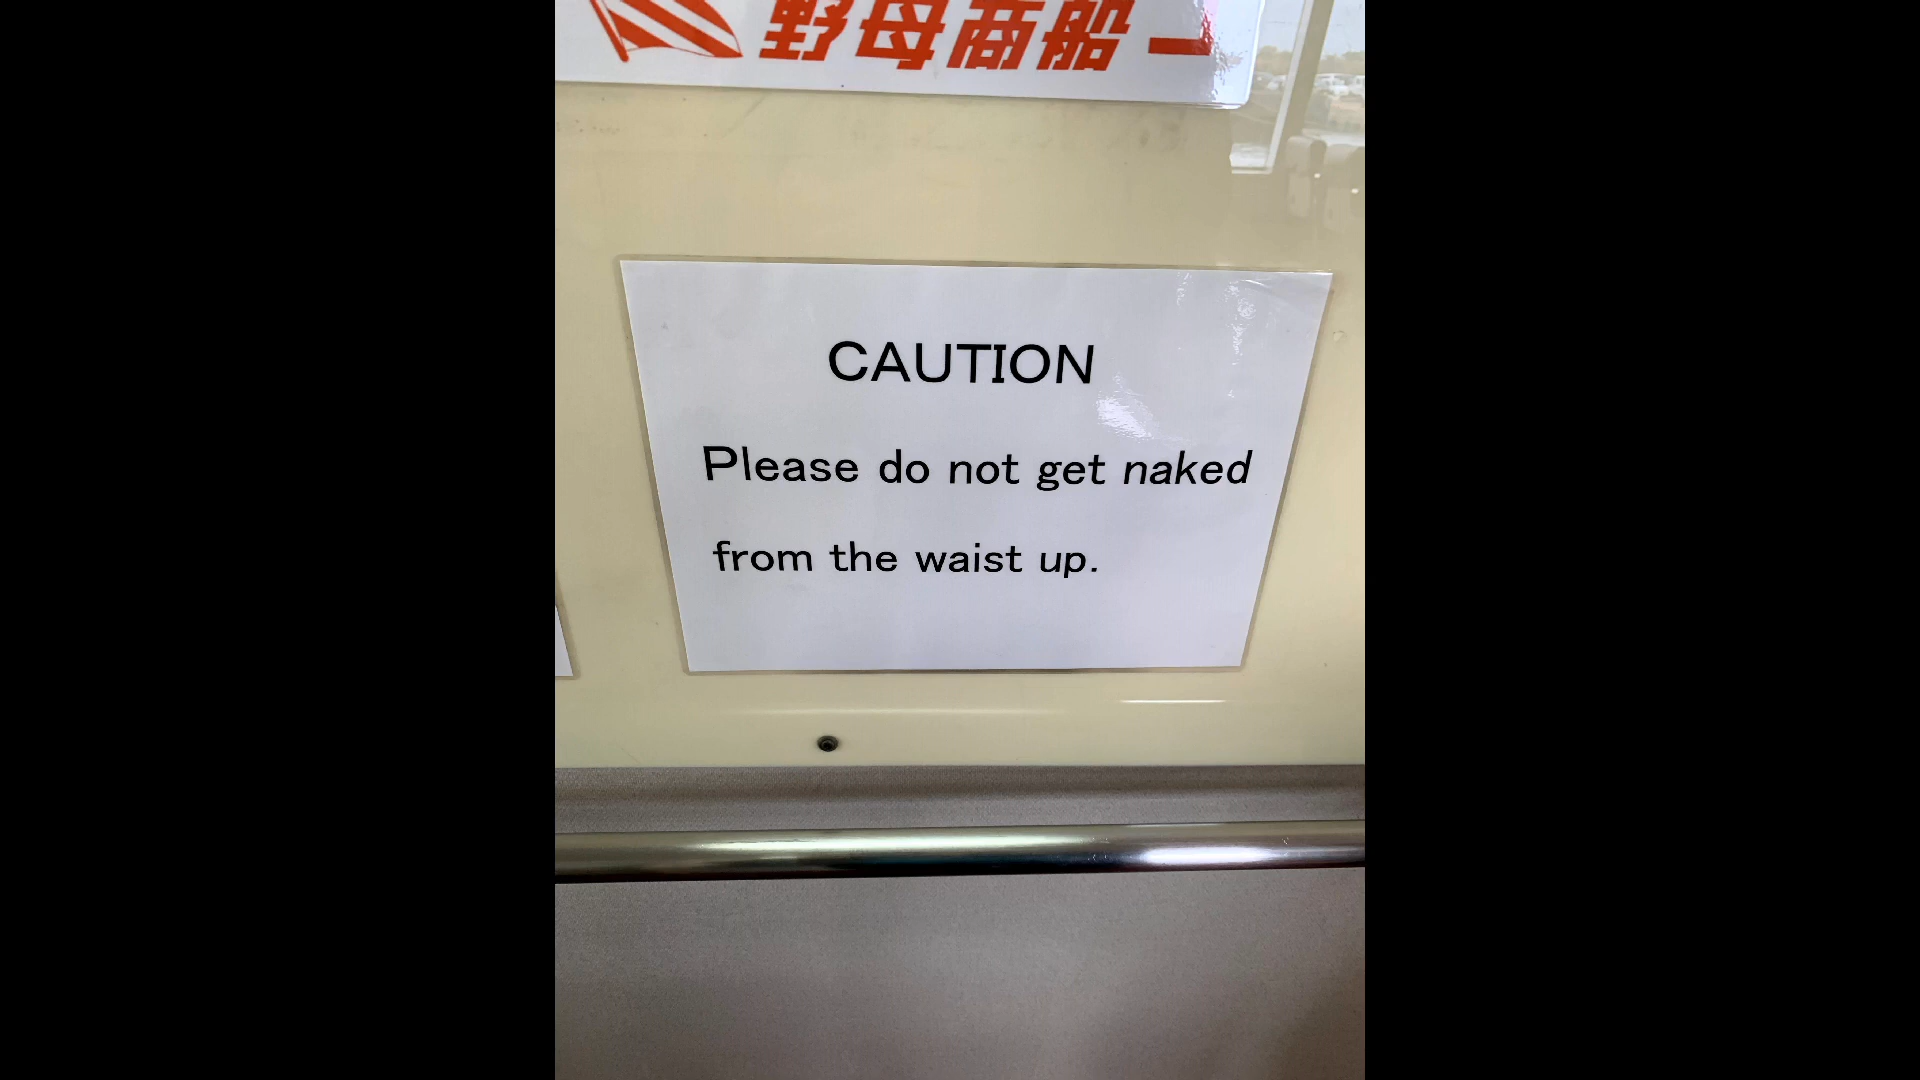 野母商船
CAUTION
Please do not get naked
from the waist up.